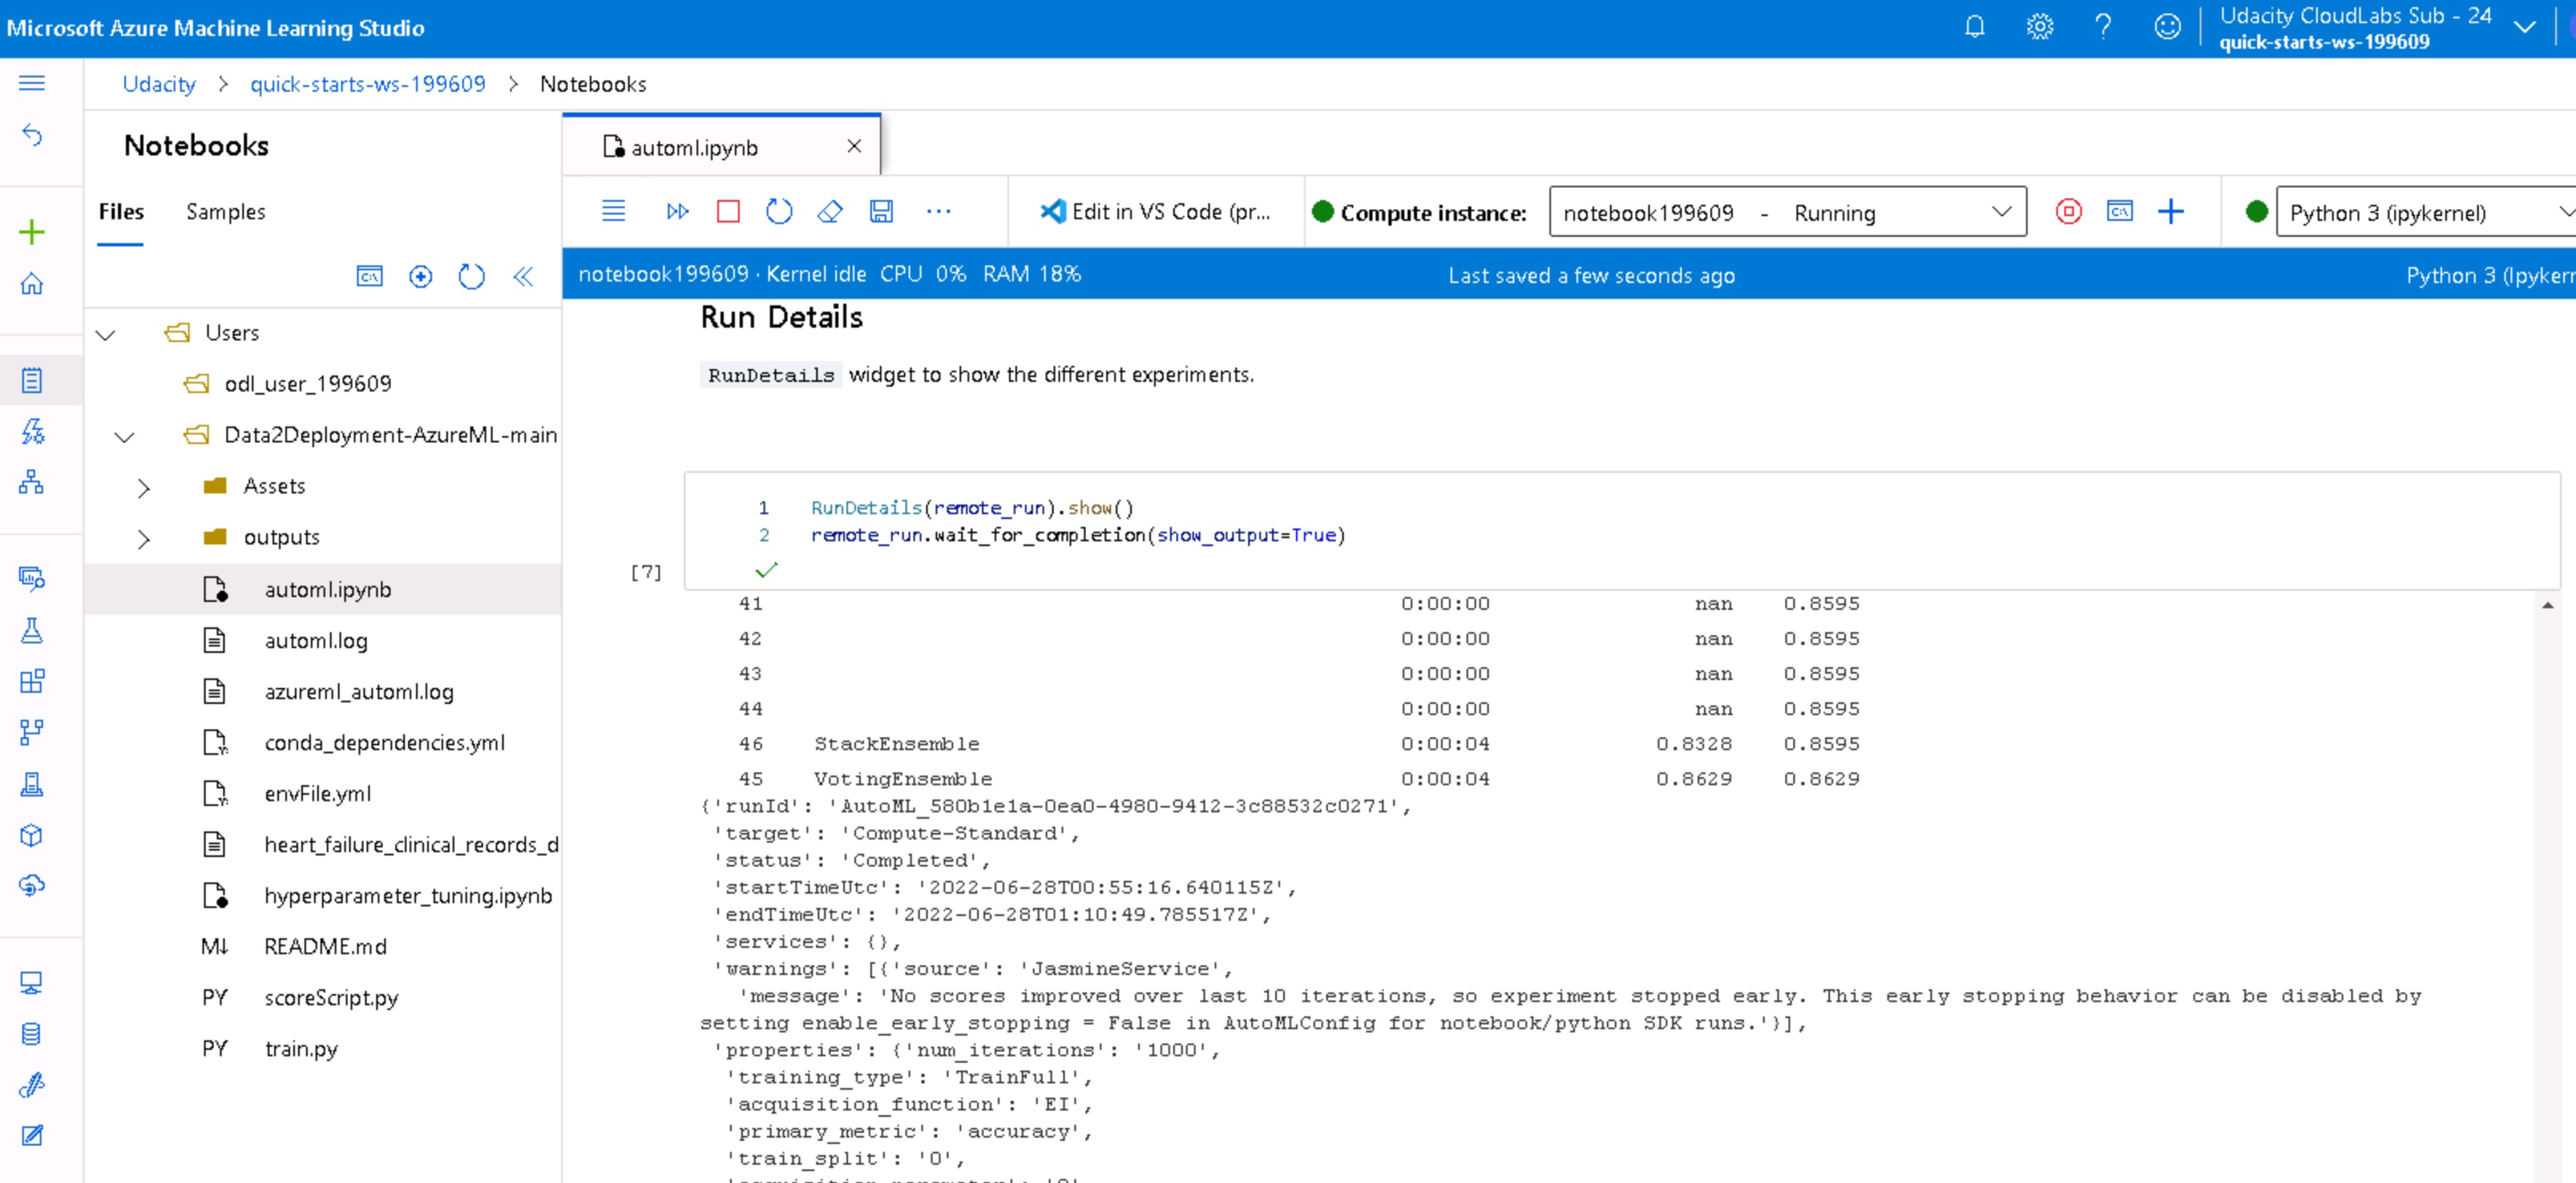 Microsoft Azure Machine Learning Studio
Udacity CloudLabs Sub - 24
quick-starts-ws-199609
Udacity > quick-starts-ws-199609 > Notebooks
Notebooks
Files Samples
Users
odl_user_199609
Data2Deployment-AzureML-main
Assets
outputs
automl.ipynb
automl.log
azureml_automl.log
conda_dependencies.yml
envFile.yml
heart_failure_clinical_records_d
hyperparameter_tuning.ipynb
M↓ README.md
PY scoreScript.py
PY train.py
automl.ipynb
Edit in VS Code (pr... Compute instance: notebook199609 - Running Python 3 (ipykernel)
notebook199609 · Kernel idle CPU 0% RAM 18% Last saved a few seconds ago Python 3 (Ipykern
Run Details
RunDetails widget to show the different experiments.
1 RunDetails(remote_run).show()
2 remote_run.wait_for_completion(show_output=True)
[7]
41 0:00:00 nan 0.8595
42 0:00:00 nan 0.8595
43 0:00:00 nan 0.8595
44 0:00:00 nan 0.8595
46 StackEnsemble 0:00:04 0.8328 0.8595
45 VotingEnsemble 0:00:04 0.8629 0.8629
{'runId': 'AutoML_580b1e1a-0ea0-4980-9412-3c88532c0271',
'target': 'Compute-Standard',
'status': 'Completed',
'startTimeUtc': '2022-06-28T00:55:16.640115Z',
'endTimeUtc': '2022-06-28T01:10:49.785517Z',
'services': {},
'warnings': [{'source': 'JasmineService',
'message': 'No scores improved over last 10 iterations, so experiment stopped early. This early stopping behavior can be disabled by
setting enable_early_stopping = False in AutoMLConfig for notebook/python SDK runs.'}],
'properties': {'num_iterations': '1000',
'training_type': 'TrainFull',
'acquisition_function': 'EI',
'primary_metric': 'accuracy',
'train_split': '0',